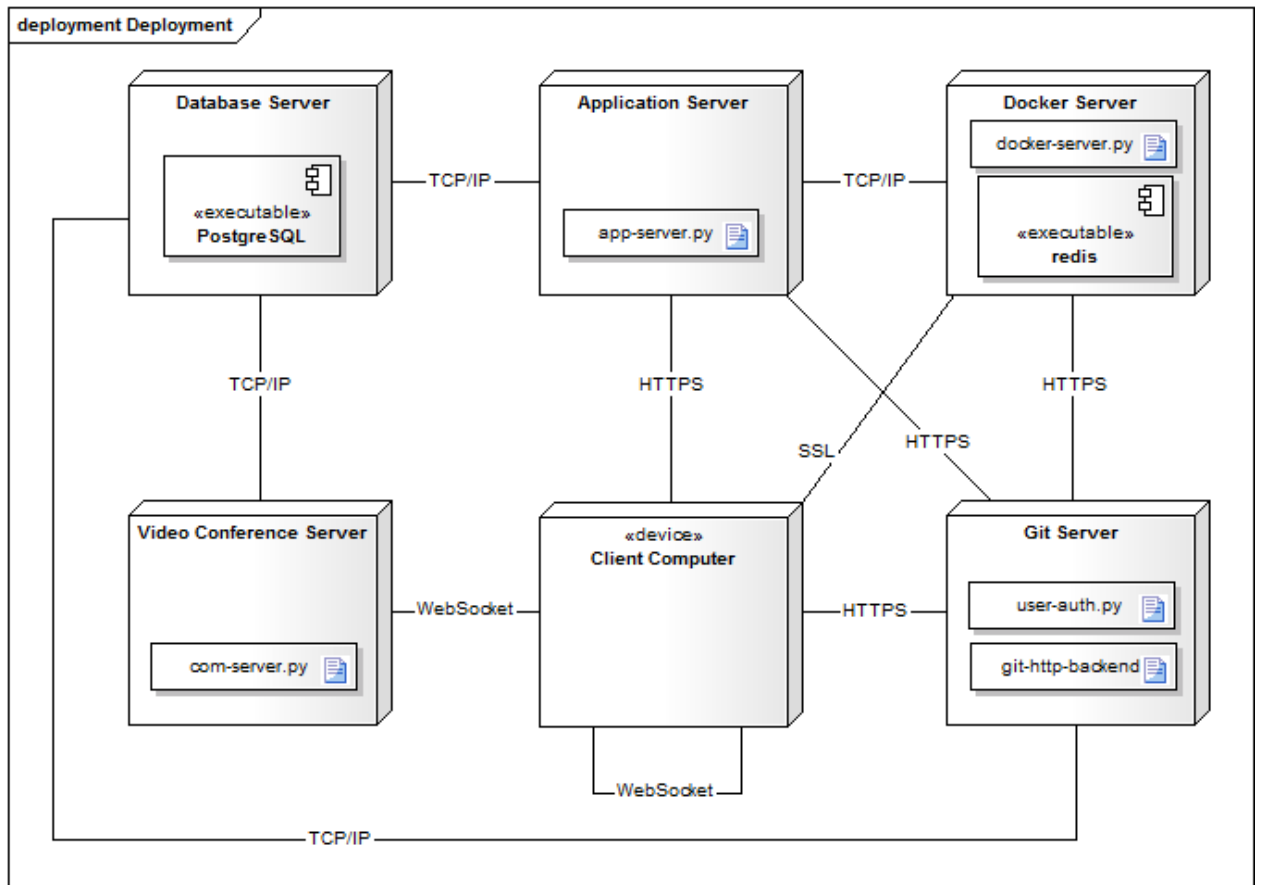 deployment Deployment
Database Server
«executable»
PostgreSQL
TCP/IP
Application Server
app-server.py
TCP/IP
Docker Server
docker-server.py
«executable»
redis
TCP/IP
HTTPS
SSL
HTTPS
HTTPS
Video Conference Server
com-server.py
WebSocket
«device»
Client Computer
HTTPS
Git Server
user-auth.py
git-http-backend
WebSocket
TCP/IP